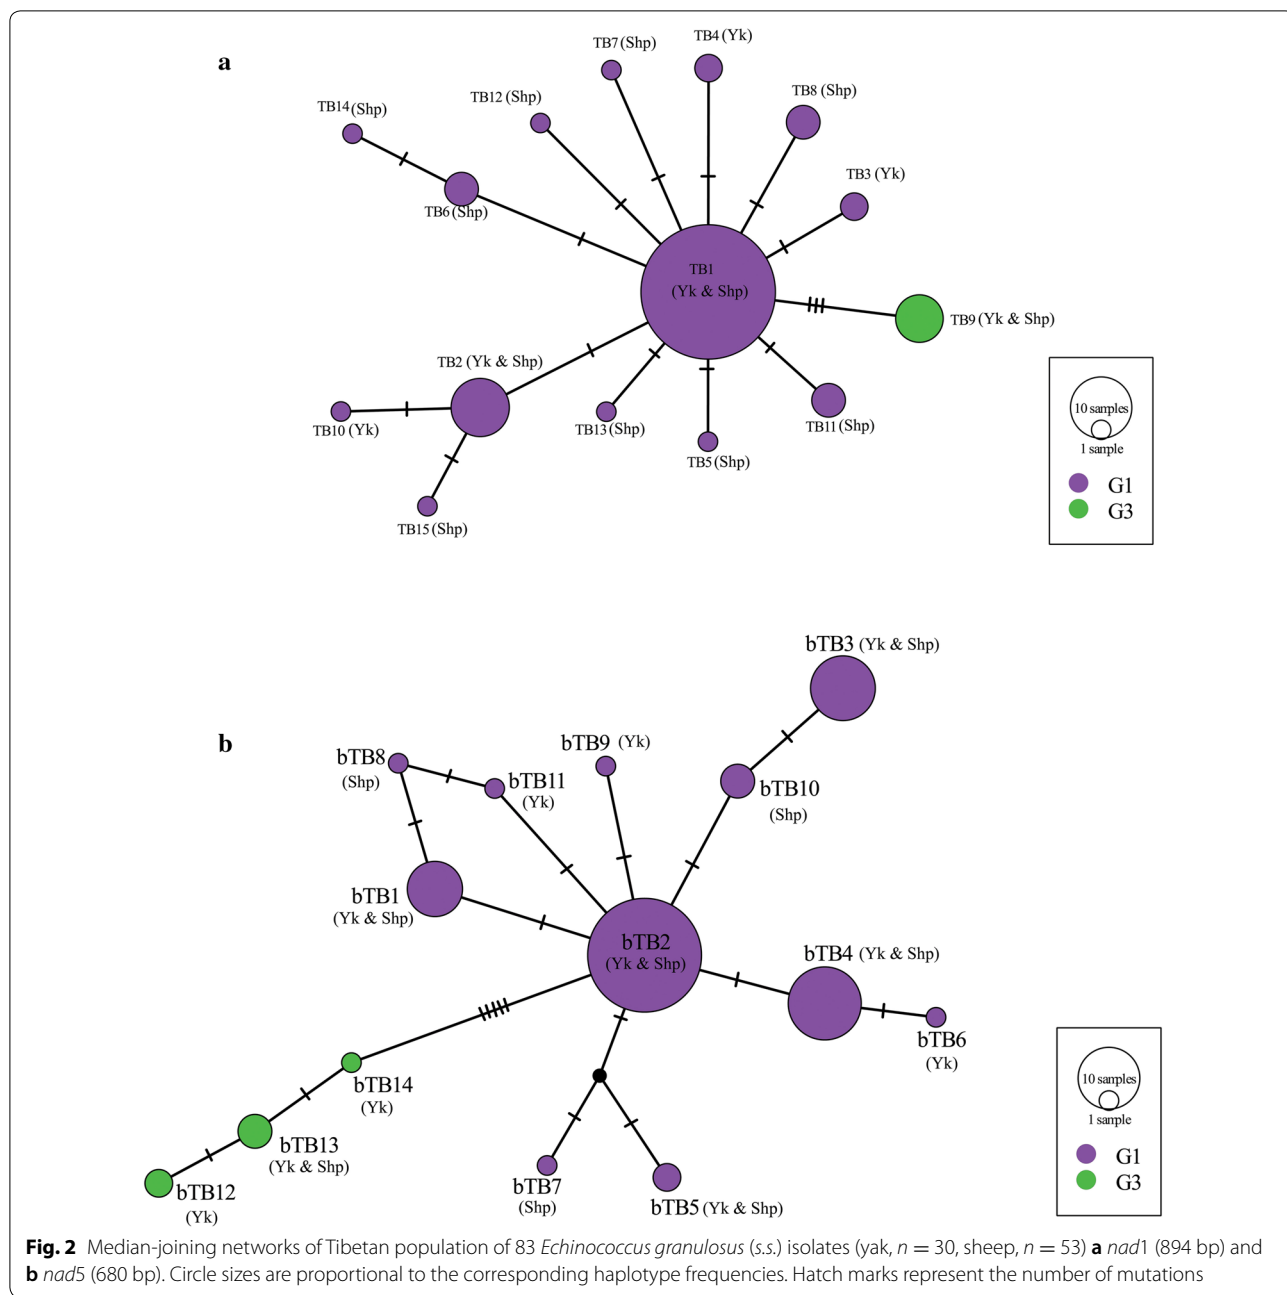 a
TB7 (Shp)
TB4 (Yk)
TB12 (Shp)
TB8 (Shp)
TB14 (Shp)
TB3 (Yk)
TB6 (Shp)
TB1
(Yk & Shp)
TB9 (Yk & Shp)
TB2 (Yk & Shp)
TB10 (Yk)
TB13 (Shp)
TB11 (Shp)
TB5 (Shp)
TB15 (Shp)
10 samples
1 sample
G1
G3
b
bTB3 (Yk & Shp)
bTB9 (Yk)
bTB8
(Shp)
bTB11
(Yk)
bTB10
(Shp)
bTB1
(Yk & Shp)
bTB2
(Yk & Shp)
bTB4 (Yk & Shp)
bTB6
(Yk)
bTB14
(Yk)
bTB13
(Yk & Shp)
bTB12
(Yk)
bTB7
(Shp)
bTB5 (Yk & Shp)
10 samples
1 sample
G1
G3
Fig. 2 Median-joining networks of Tibetan population of 83 Echinococcus granulosus (s.s.) isolates (yak, n = 30, sheep, n = 53) a nad1 (894 bp) and
b nad5 (680 bp). Circle sizes are proportional to the corresponding haplotype frequencies. Hatch marks represent the number of mutations